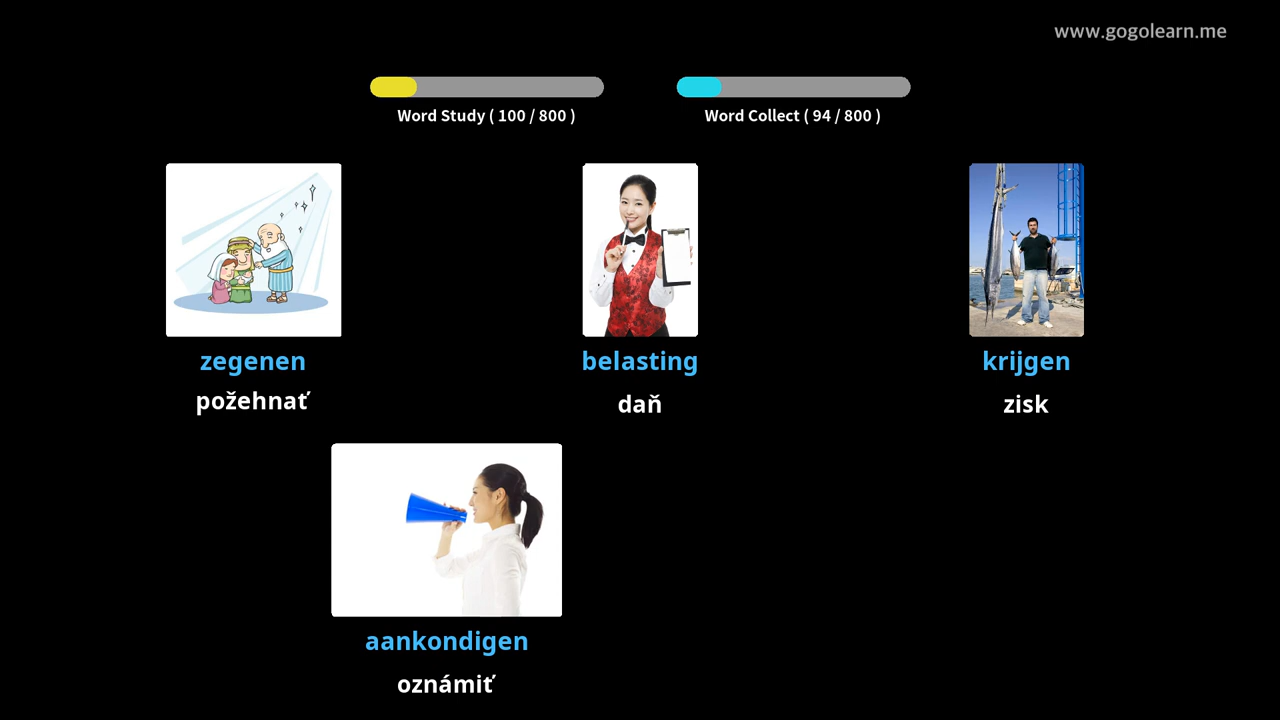 www.gogolearn.me
Word Study ( 100 / 800 )
Word Collect ( 94 / 800 )
zegenen
požehnať
belasting
daň
krijgen
zisk
aankondigen
oznámiť